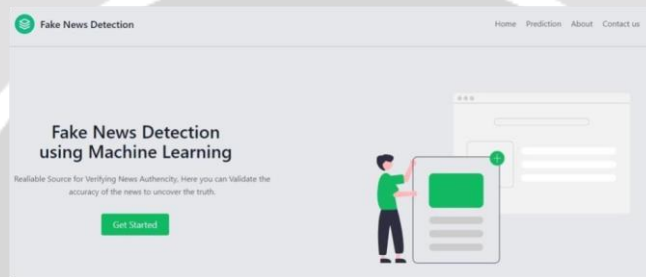 Fake News Detection
Home Prediction About Contact us
Fake News Detection
using Machine Learning
Realiable Source for Verifying News Authencity, Here you can Validate the
accuracy of the news to uncover the truth.
Get Started